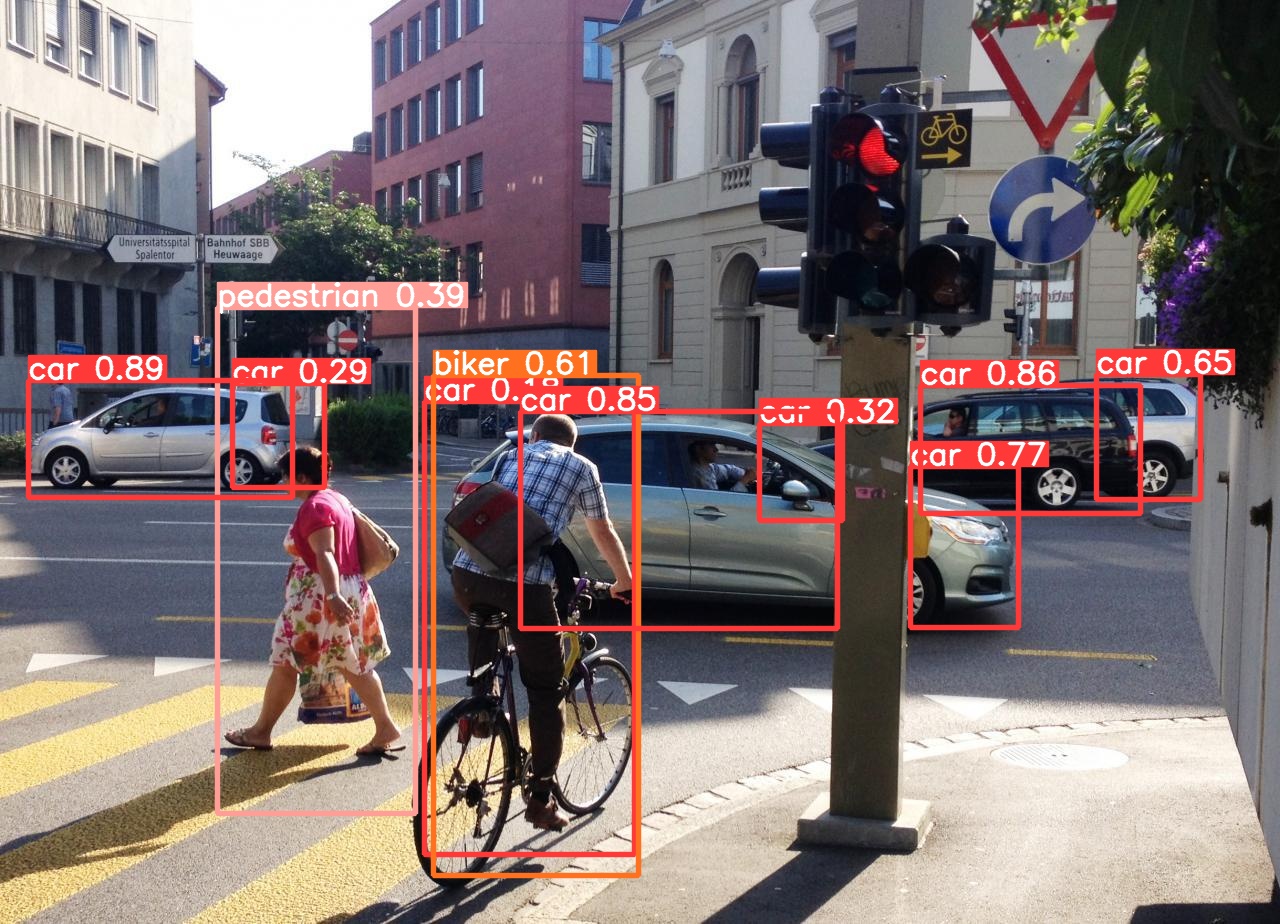 Universitätsspital
Spalentor
Bahnhof SBB
Heuwaage
pedestrian 0.39
car 0.89
car 0.29
biker 0.61
car 0.18
car 0.85
car 0.32
car 0.86
car 0.65
car 0.77